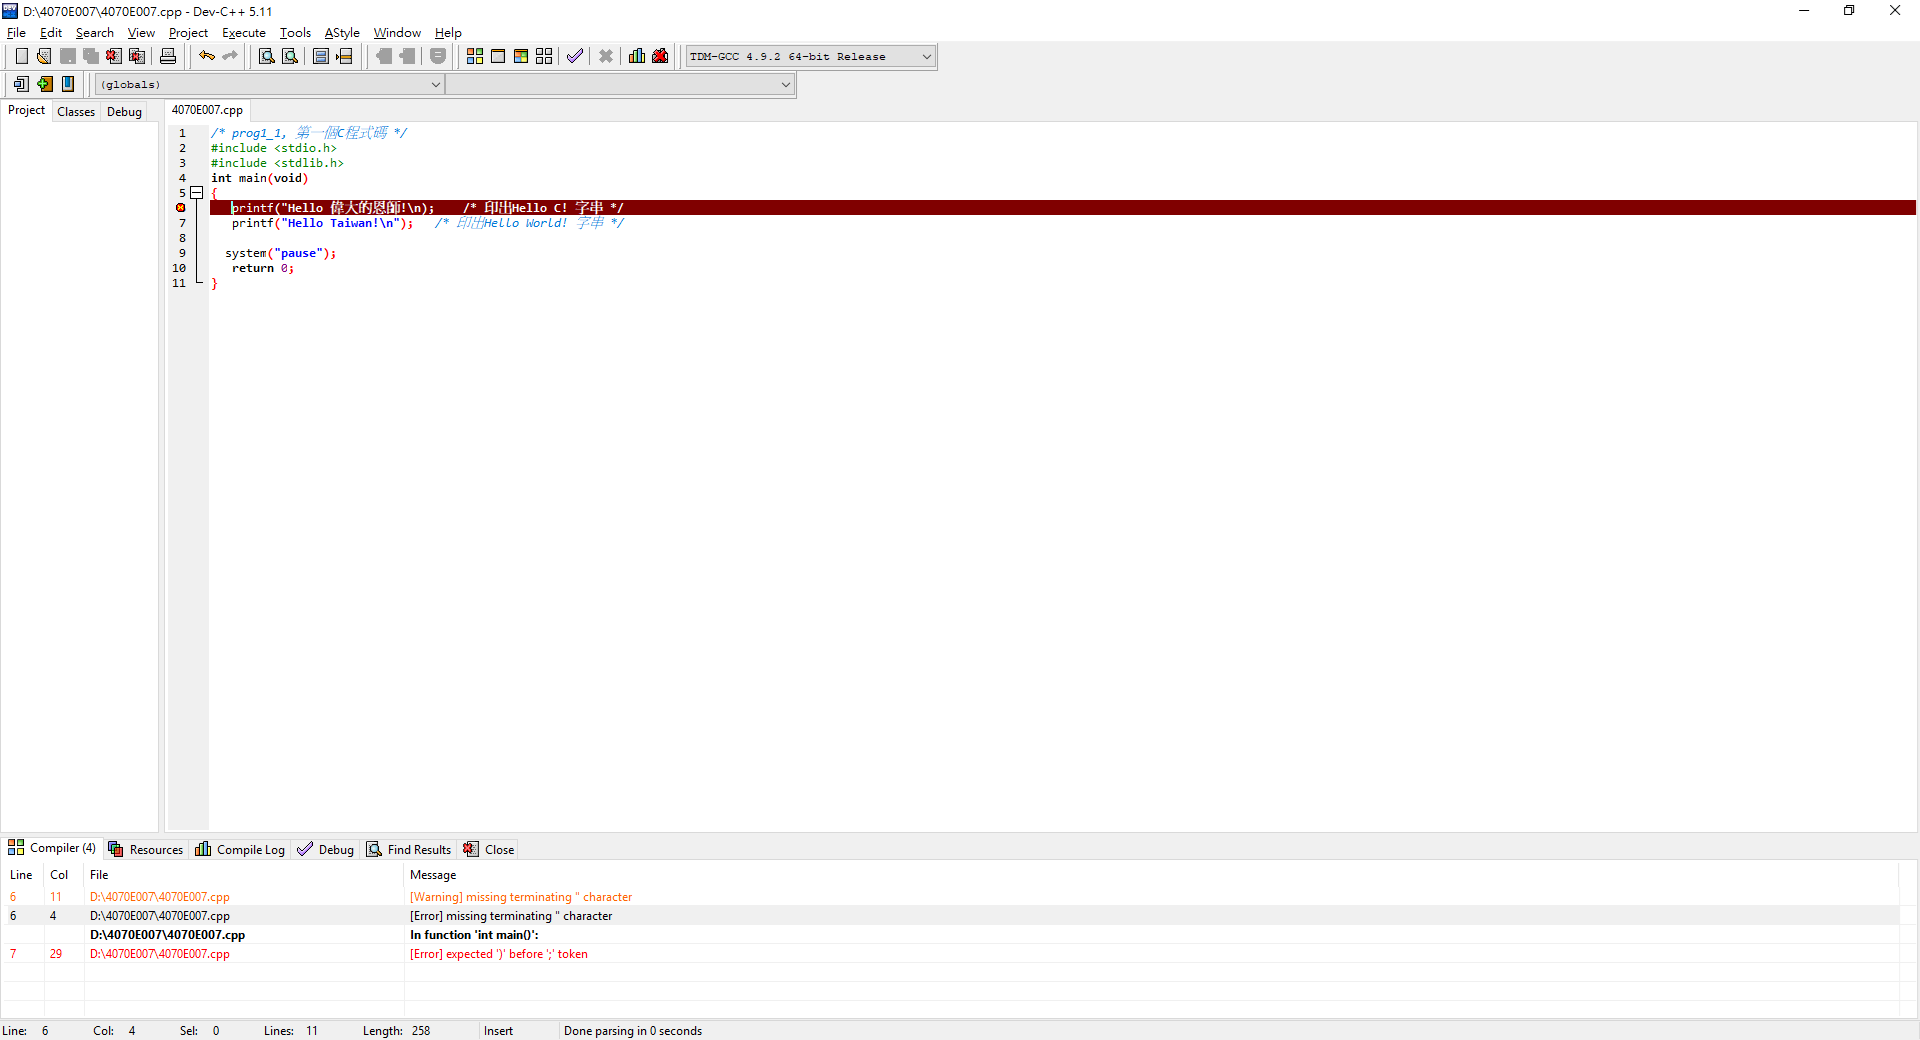 D:\4070E007\4070E007.cpp - Dev-C++ 5.11
File Edit Search View Project Execute Tools AStyle Window Help
TDM-GCC 4.9.2 64-bit Release
(globals)
Project Classes Debug 4070E007.cpp
1 /* prog1_1, 第一個C程式碼 */
2 #include <stdio.h>
3 #include <stdlib.h>
4 int main(void)
5 {
printf("Hello 偉大的恩師!\n); /* 印出Hello C! 字串 */
7 printf("Hello Taiwan!\n"); /* 印出Hello World! 字串 */
8
9 system("pause");
10 return 0;
11 }
Compiler (4) Resources Compile Log Debug Find Results Close
Line Col File Message
6 11 D:\4070E007\4070E007.cpp [Warning] missing terminating " character
6 4 D:\4070E007\4070E007.cpp [Error] missing terminating " character
D:\4070E007\4070E007.cpp In function 'int main()':
7 29 D:\4070E007\4070E007.cpp [Error] expected ')' before ';' token
Line: 6 Col: 4 Sel: 0 Lines: 11 Length: 258 Insert Done parsing in 0 seconds